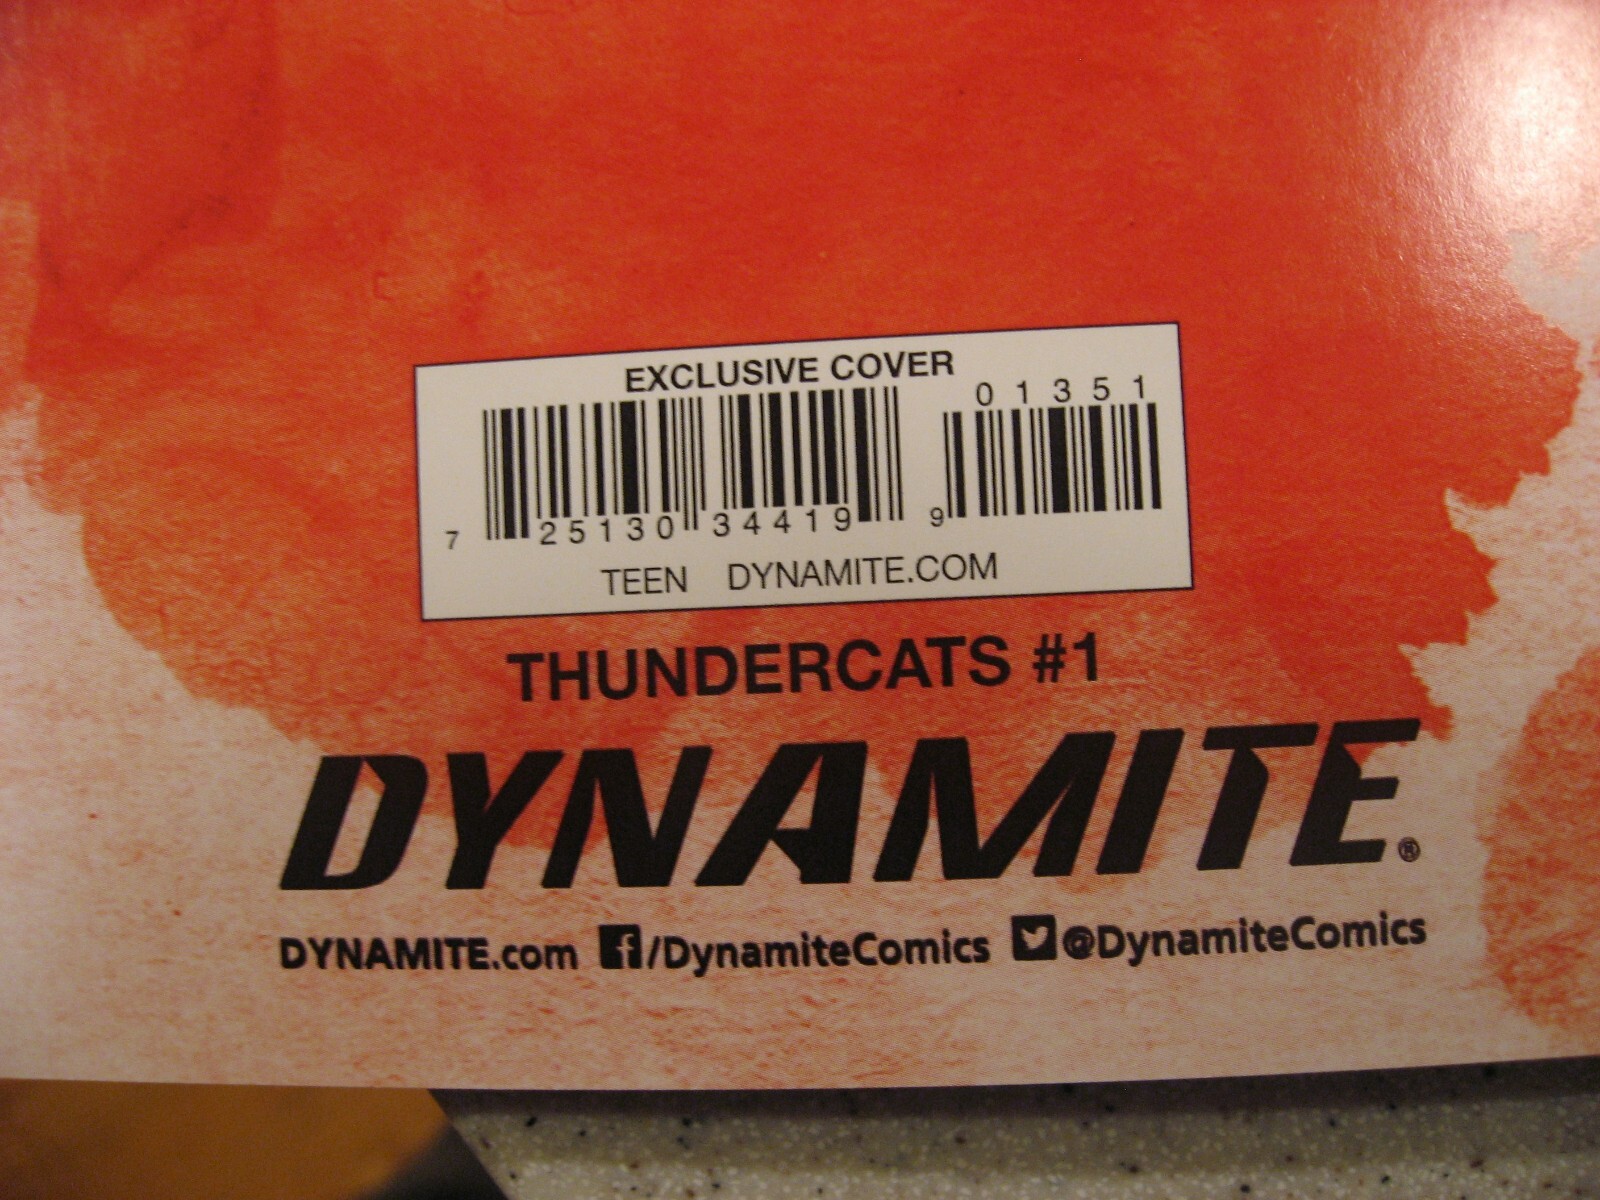 EXCLUSIVE COVER
01351
7 25130 34419 9
TEEN DYNAMITE.COM
THUNDERCATS #1
DYNAMITE®
DYNAMITE.com f/DynamiteComics @DynamiteComics